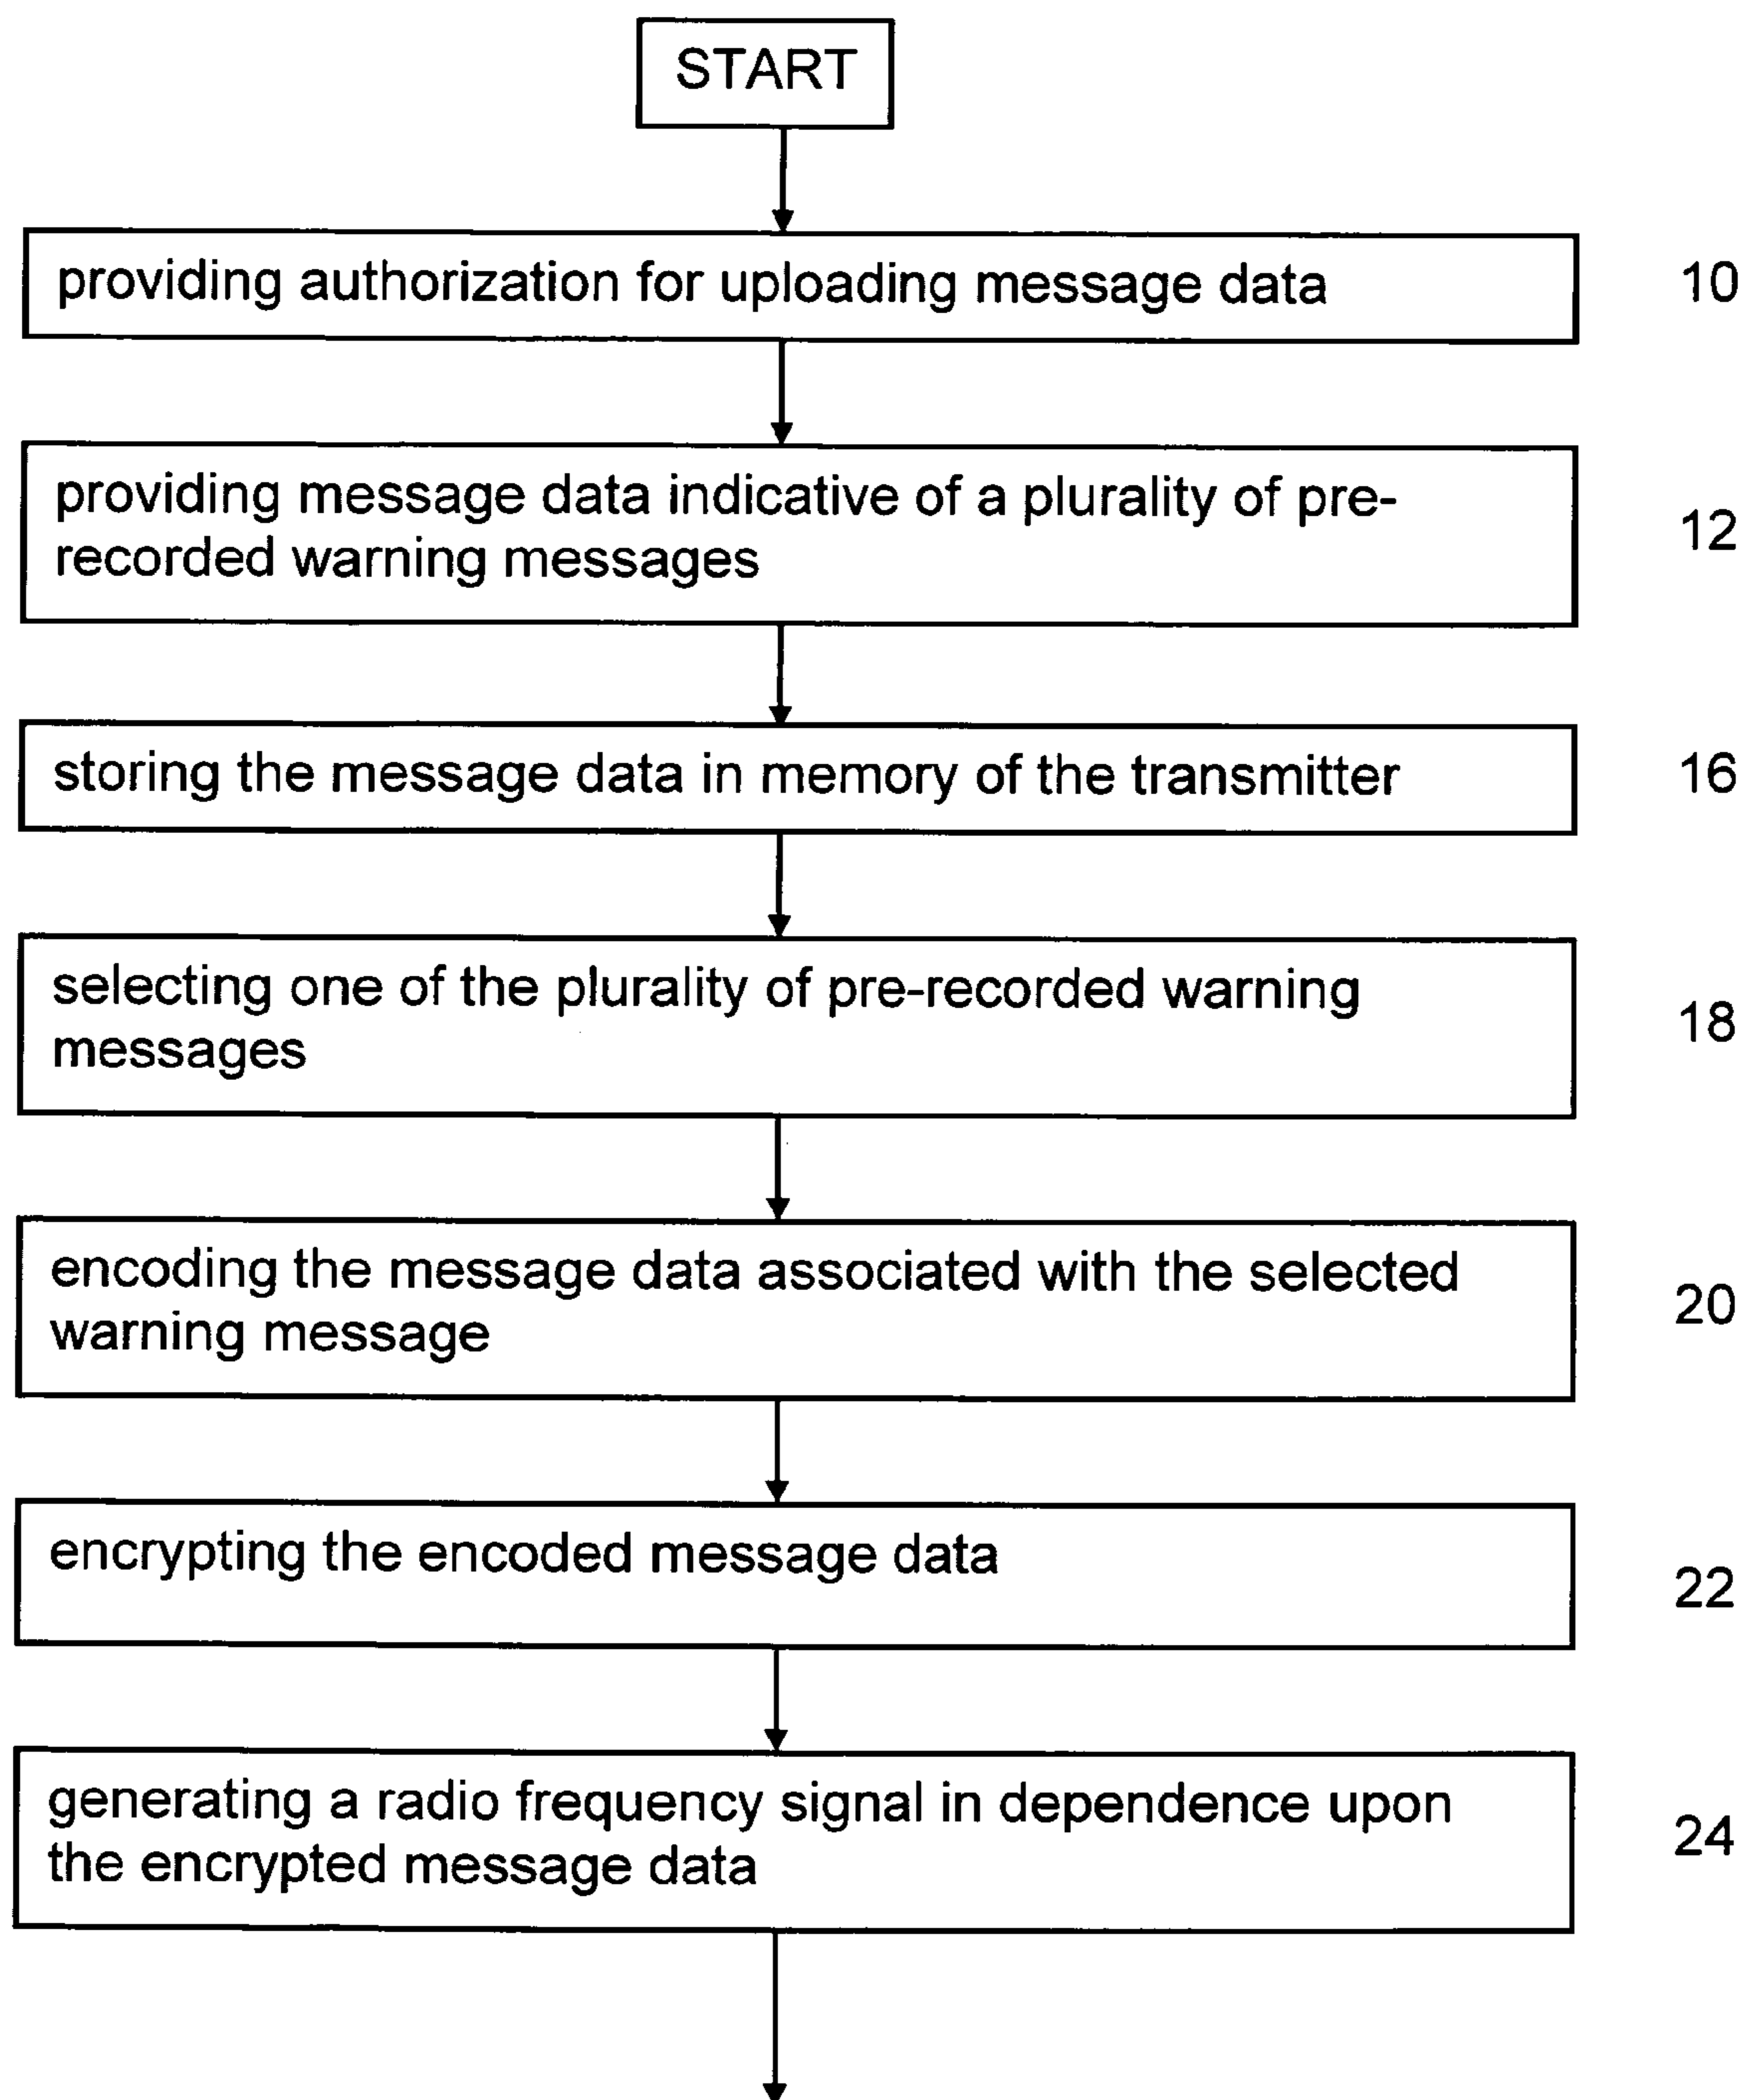 START
providing authorization for uploading message data
10
providing message data indicative of a plurality of pre-
recorded warning messages
12
storing the message data in memory of the transmitter
16
selecting one of the plurality of pre-recorded warning
messages
18
encoding the message data associated with the selected
warning message
20
encrypting the encoded message data
22
generating a radio frequency signal in dependence upon
the encrypted message data
24